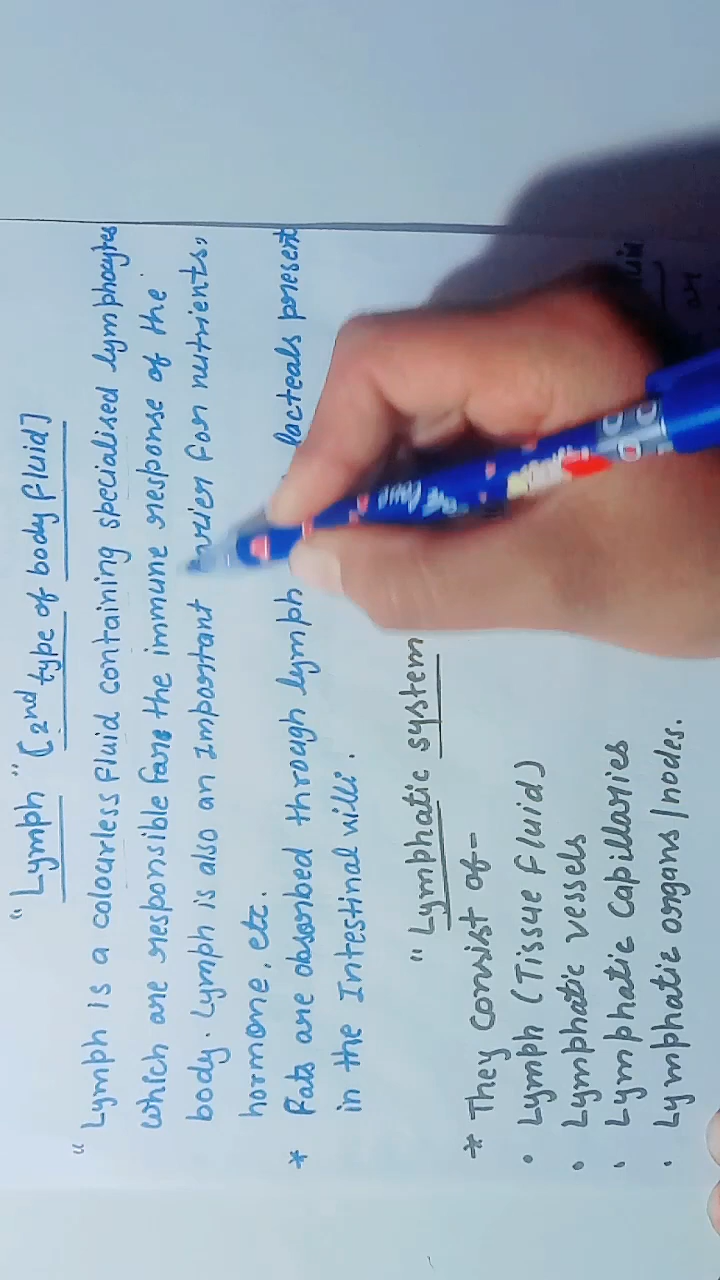 "Lymph" (2nd type of body fluid]
"Lymph is a colourless fluid containing specialised lymphocytes
which are responsible for the immune response of the
body. Lymph is also an important for nutrients,
hormone, etc.
* Fats are absorbed through lymph lacteals present
in the Intestinal villi.
"Lymphatic system
* They consist of-
• Lymph (Tissue fluid)
• Lymphatic vessels
• Lymphatic capillaries
• Lymphatic organs/nodes.